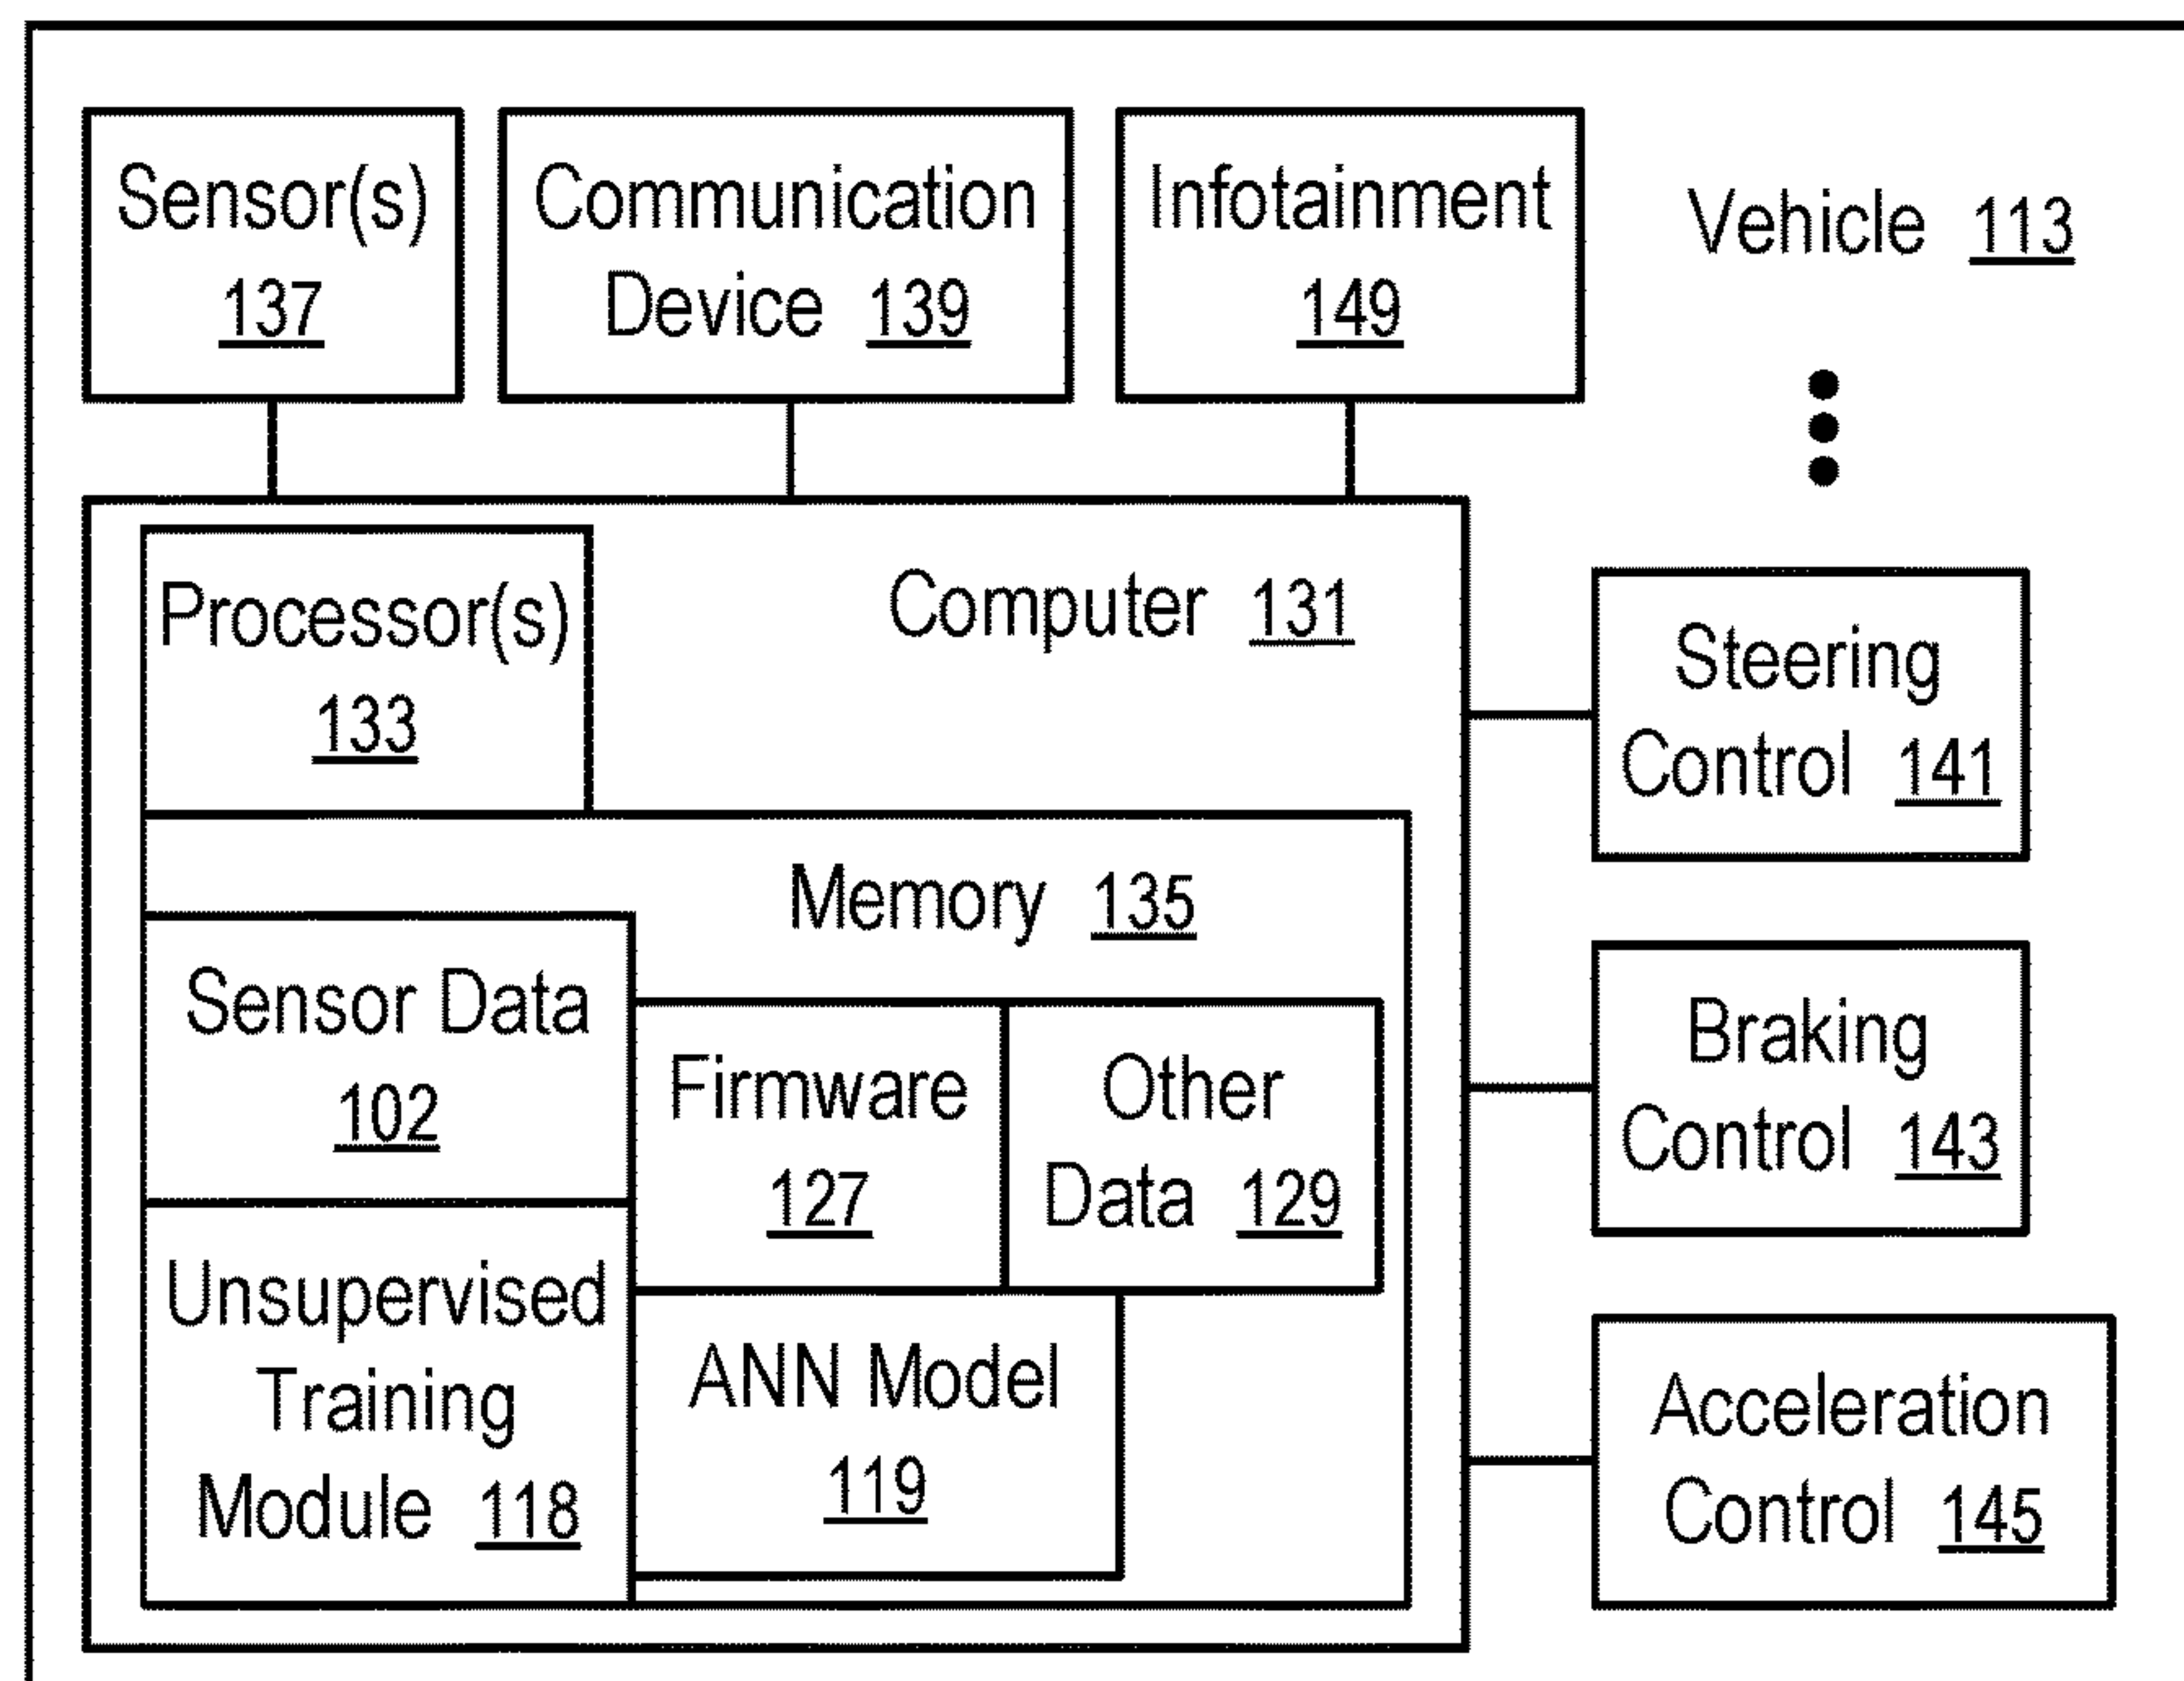 Sensor(s)
137
Communication
Device 139
Infotainment
149
Vehicle 113
Processor(s)
133
Computer 131
Steering
Control 141
Memory 135
Sensor Data
102
Firmware
127
Other
Data 129
Braking
Control 143
Unsupervised
Training
Module 118
ANN Model
119
Acceleration
Control 145